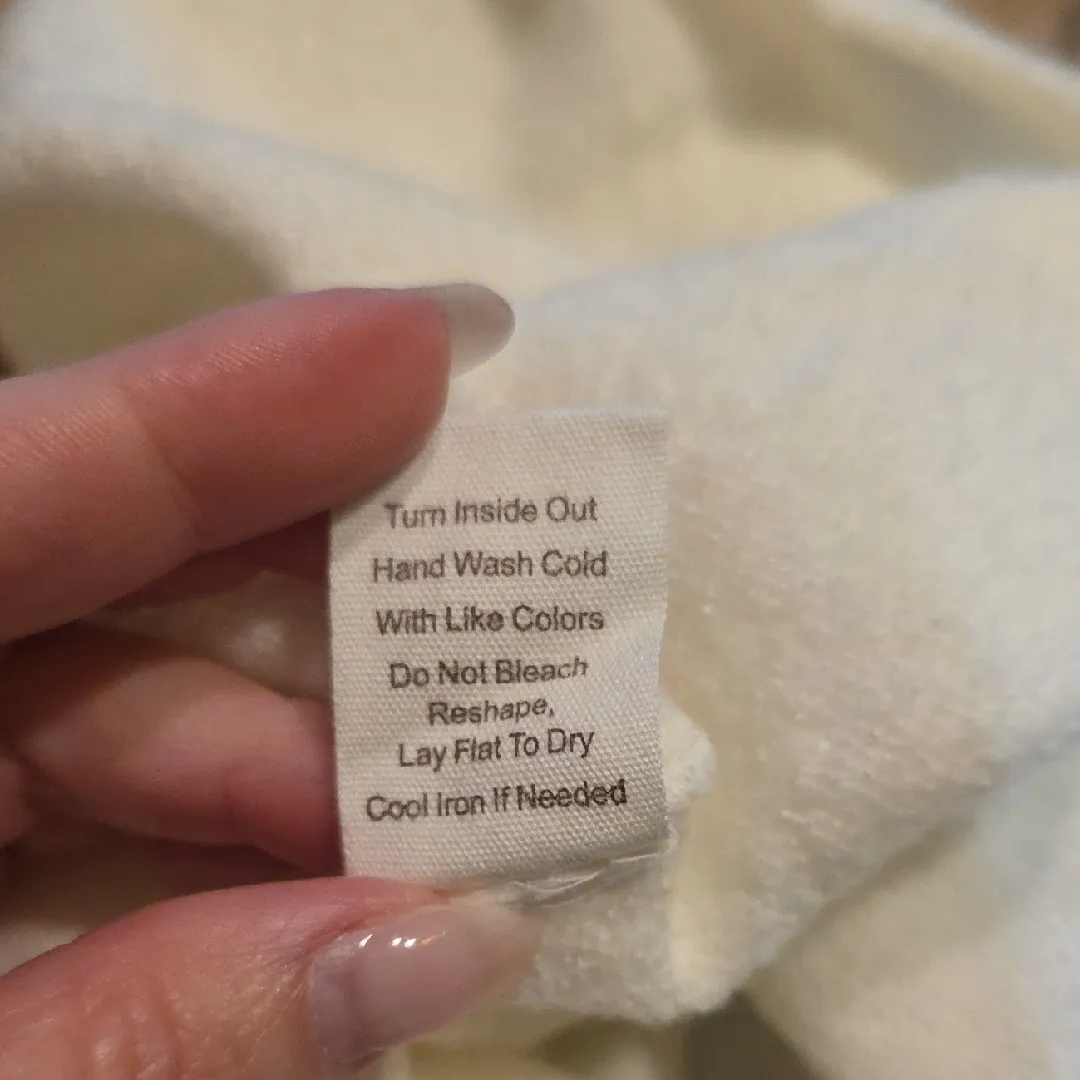 Turn Inside Out
Hand Wash Cold
With Like Colors
Do Not Bleach
Reshape,
Lay Flat To Dry
Cool Iron If Needed